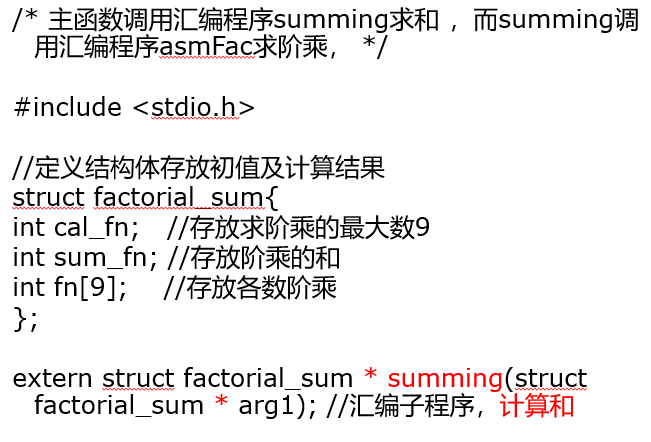 /* 主函数调用汇编程序summing求和 ，而summing调
用汇编程序asmFac求阶乘， */
#include <stdio.h>
//定义结构体存放初值及计算结果
struct factorial_sum{
int cal_fn; //存放求阶乘的最大数9
int sum_fn; //存放阶乘的和
int fn[9]; //存放各数阶乘
};
extern struct factorial_sum * summing(struct
factorial_sum * arg1); //汇编子程序，计算和